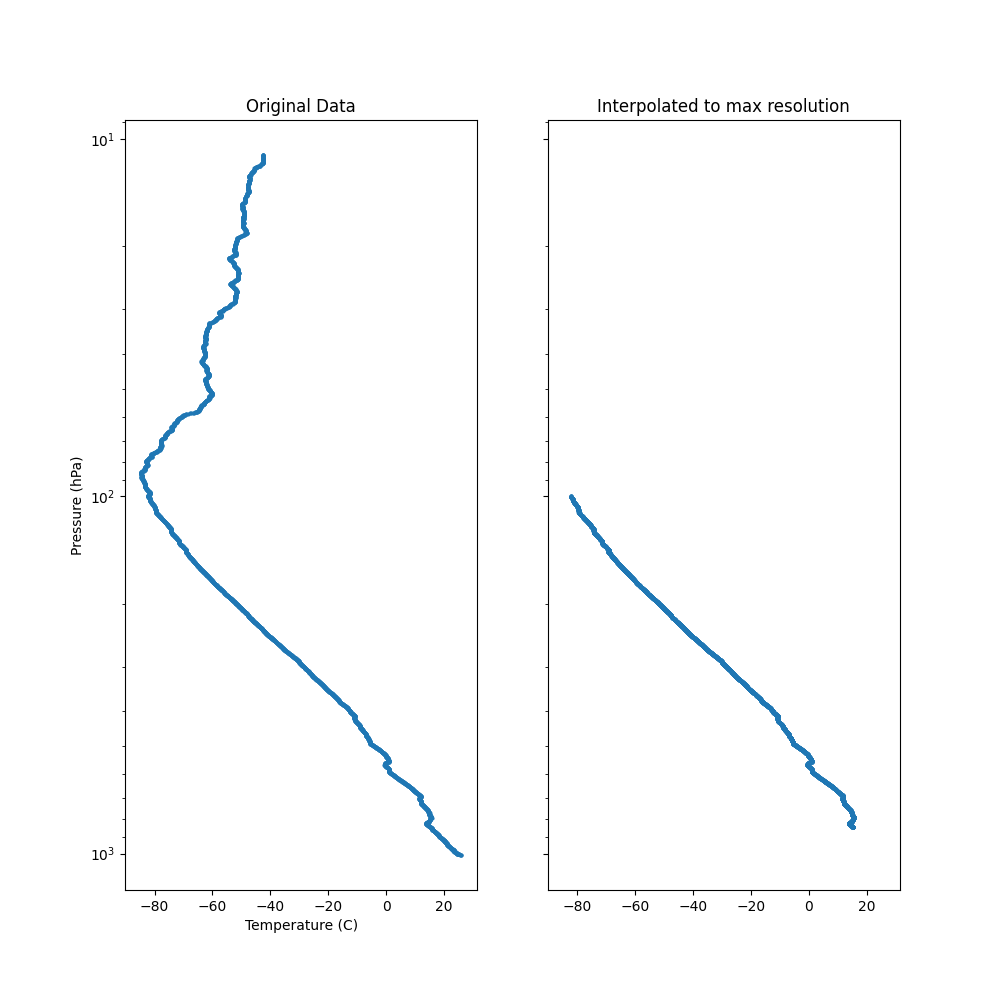 Original Data
Interpolated to max resolution
10¹
10²
10³
Pressure (hPa)
−80 −60 −40 −20 0 20
−80 −60 −40 −20 0 20
Temperature (C)